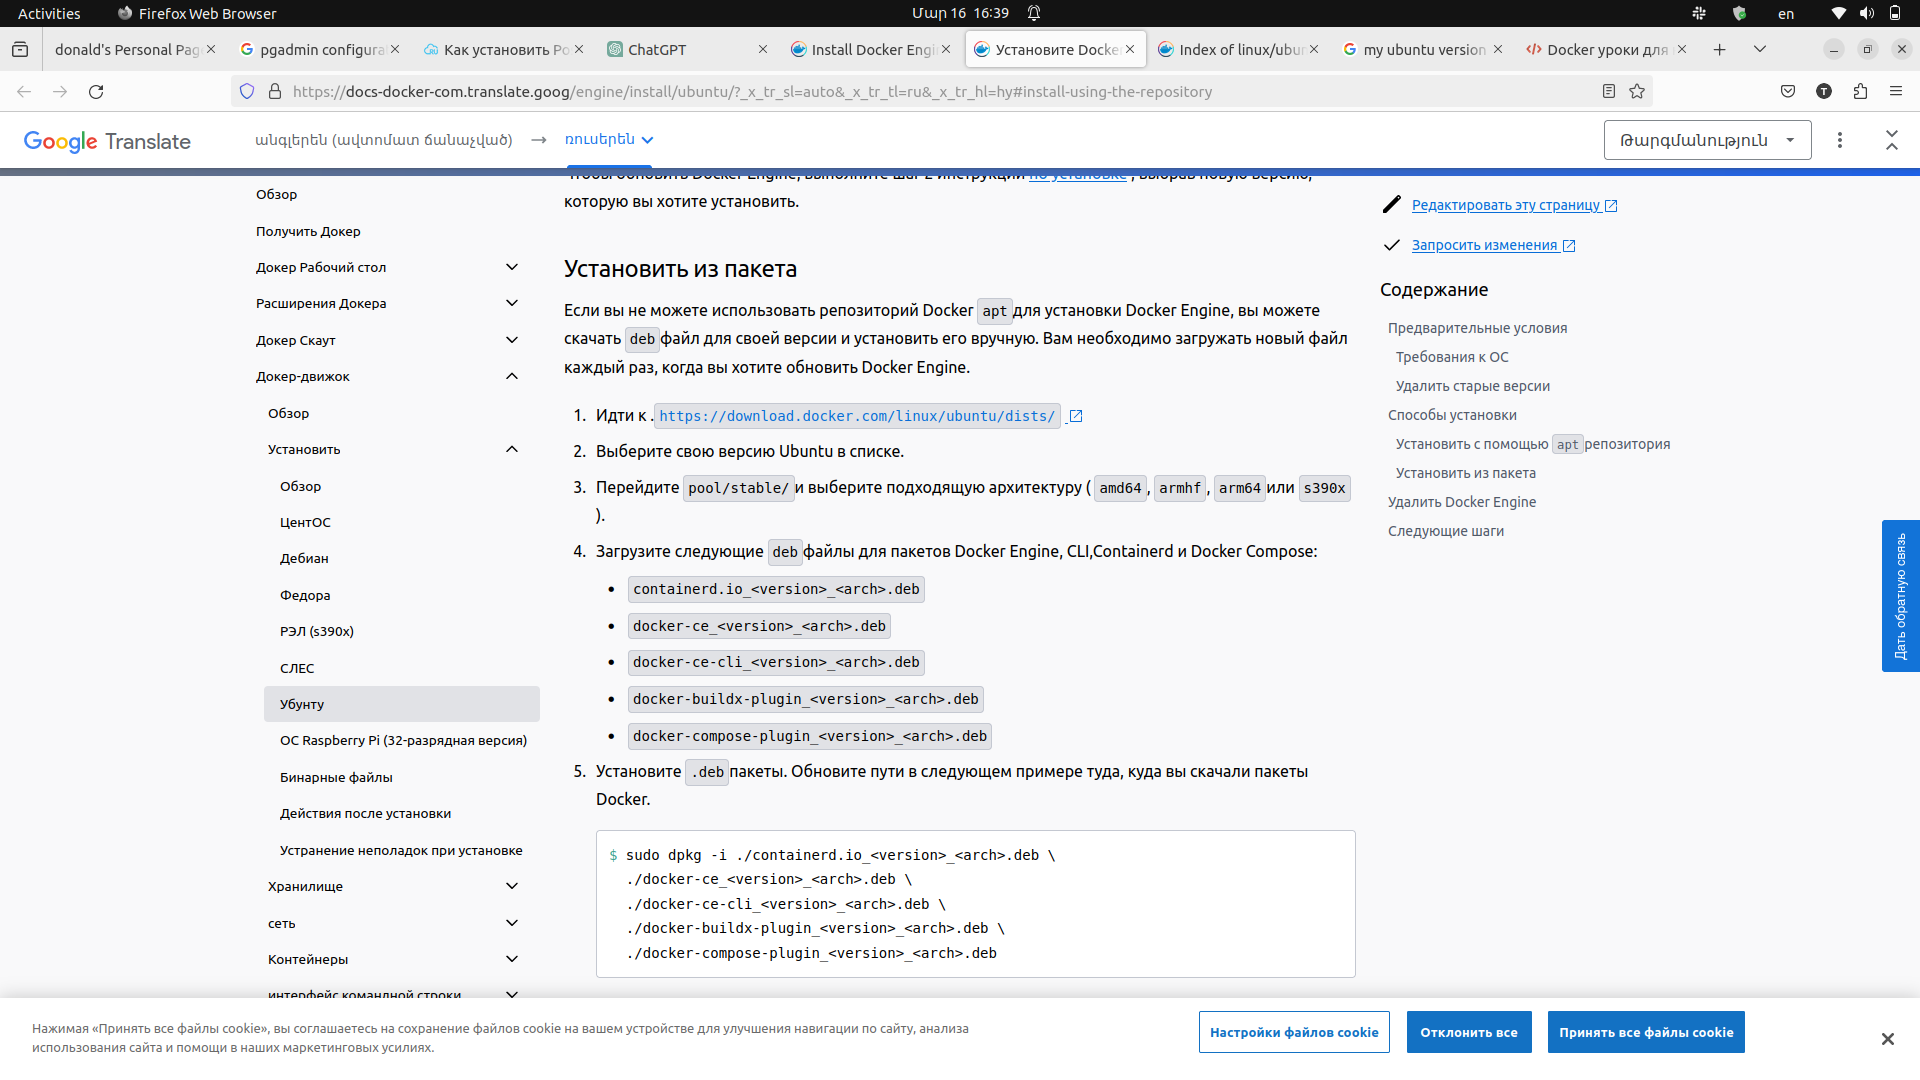 Activities
Firefox Web Browser
Մար 16 16:39
en
donald's Personal Pag
pgadmin configura
Как установить Po
ChatGPT
Install Docker Engi
Установите Docke
Index of linux/ubun
my ubuntu version
Docker уроки для
https://docs-docker-com.translate.goog/engine/install/ubuntu/?_x_tr_sl=auto&_x_tr_tl=ru&_x_tr_hl=hy#install-using-the-repository
Google Translate
անգլերեն (ավտոմատ ճանաչված)
→
ռուսերեն
Թարգմանություն
Чтобы обновить Docker Engine, выполните шаг 2 инструкции по установке , выбрав новую версию,
которую вы хотите установить.
Обзор
Получить Докер
Докер Рабочий стол
Расширения Докера
Докер Скаут
Докер-движок
Обзор
Установить
Обзор
ЦентОС
Дебиан
Федора
РЭЛ (s390x)
СЛЕС
Убунту
ОС Raspberry Pi (32-разрядная версия)
Бинарные файлы
Действия после установки
Устранение неполадок при установке
Хранилище
сеть
Контейнеры
интерфейс командной строки
Установить из пакета
Если вы не можете использовать репозиторий Docker apt для установки Docker Engine, вы можете
скачать deb файл для своей версии и установить его вручную. Вам необходимо загружать новый файл
каждый раз, когда вы хотите обновить Docker Engine.
1. Идти к . https://download.docker.com/linux/ubuntu/dists/
2. Выберите свою версию Ubuntu в списке.
3. Перейдите pool/stable/ и выберите подходящую архитектуру ( amd64 , armhf , arm64 или s390x
).
4. Загрузите следующие deb файлы для пакетов Docker Engine, CLI,Containerd и Docker Compose:
• containerd.io_<version>_<arch>.deb
• docker-ce_<version>_<arch>.deb
• docker-ce-cli_<version>_<arch>.deb
• docker-buildx-plugin_<version>_<arch>.deb
• docker-compose-plugin_<version>_<arch>.deb
5. Установите .deb пакеты. Обновите пути в следующем примере туда, куда вы скачали пакеты
Docker.
$ sudo dpkg -i ./containerd.io_<version>_<arch>.deb \
./docker-ce_<version>_<arch>.deb \
./docker-ce-cli_<version>_<arch>.deb \
./docker-buildx-plugin_<version>_<arch>.deb \
./docker-compose-plugin_<version>_<arch>.deb
Редактировать эту страницу
Запросить изменения
Содержание
Предварительные условия
Требования к ОС
Удалить старые версии
Способы установки
Установить с помощью apt репозитория
Установить из пакета
Удалить Docker Engine
Следующие шаги
Дать обратную связь
Нажимая «Принять все файлы cookie», вы соглашаетесь на сохранение файлов cookie на вашем устройстве для улучшения навигации по сайту, анализа
использования сайта и помощи в наших маркетинговых усилиях.
Настройки файлов cookie
Отклонить все
Принять все файлы cookie